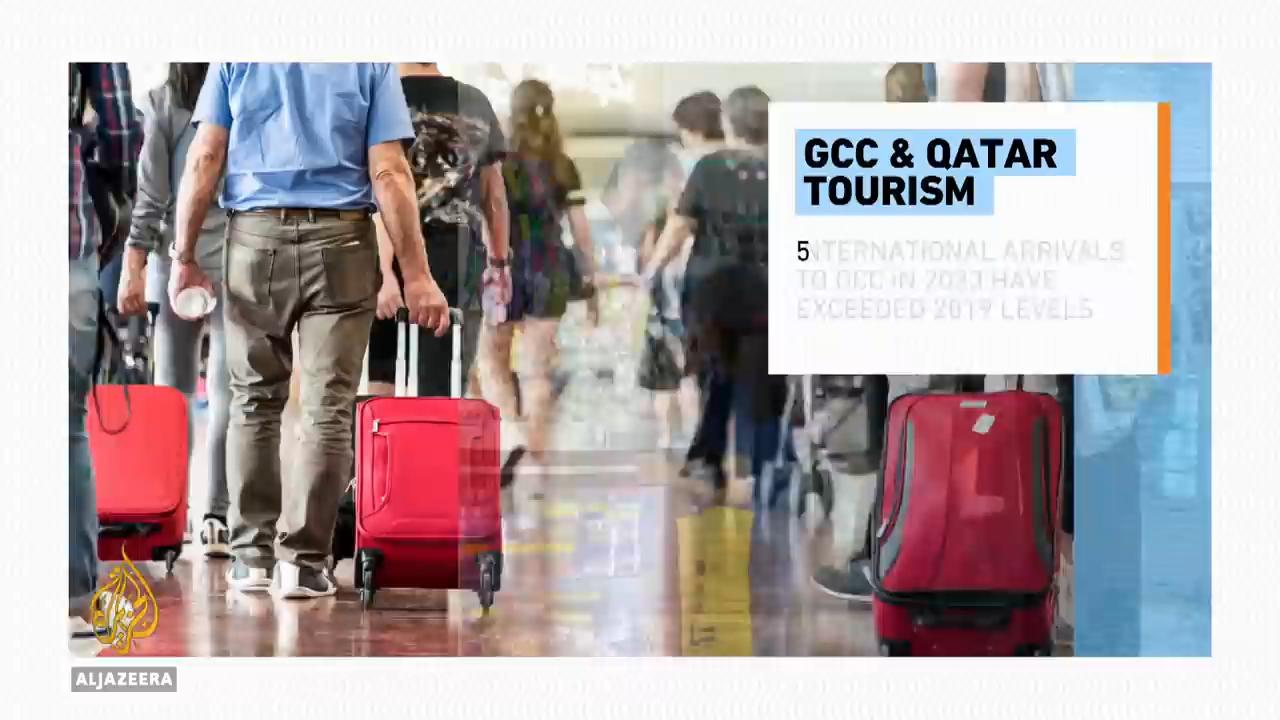 GCC & QATAR
TOURISM
5NTERNATIONAL ARRIVALS
TO GCC IN 2023 HAVE
EXCEEDED 2019 LEVELS
ALJAZEERA